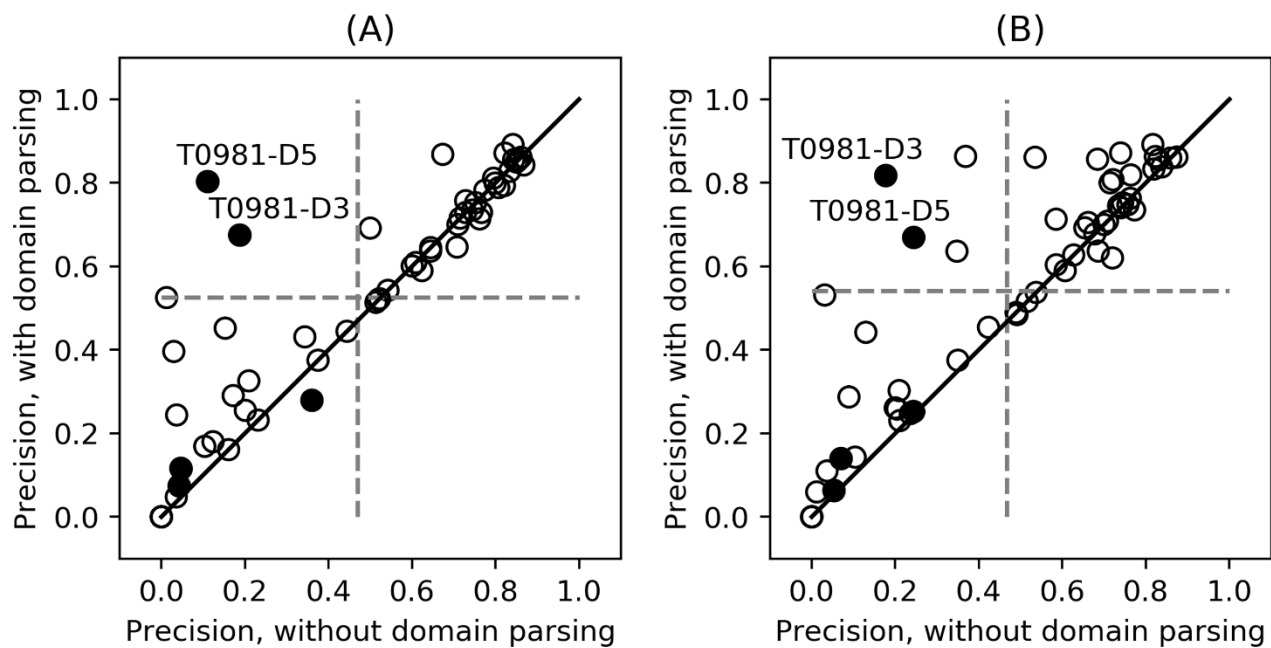 (A)
Precision, with domain parsing
1.0
0.8
0.6
0.4
0.2
0.0
T0981-D5
T0981-D3
0.0 0.2 0.4 0.6 0.8 1.0
Precision, without domain parsing
(B)
Precision, with domain parsing
1.0
0.8
0.6
0.4
0.2
0.0
T0981-D3
T0981-D5
0.0 0.2 0.4 0.6 0.8 1.0
Precision, without domain parsing